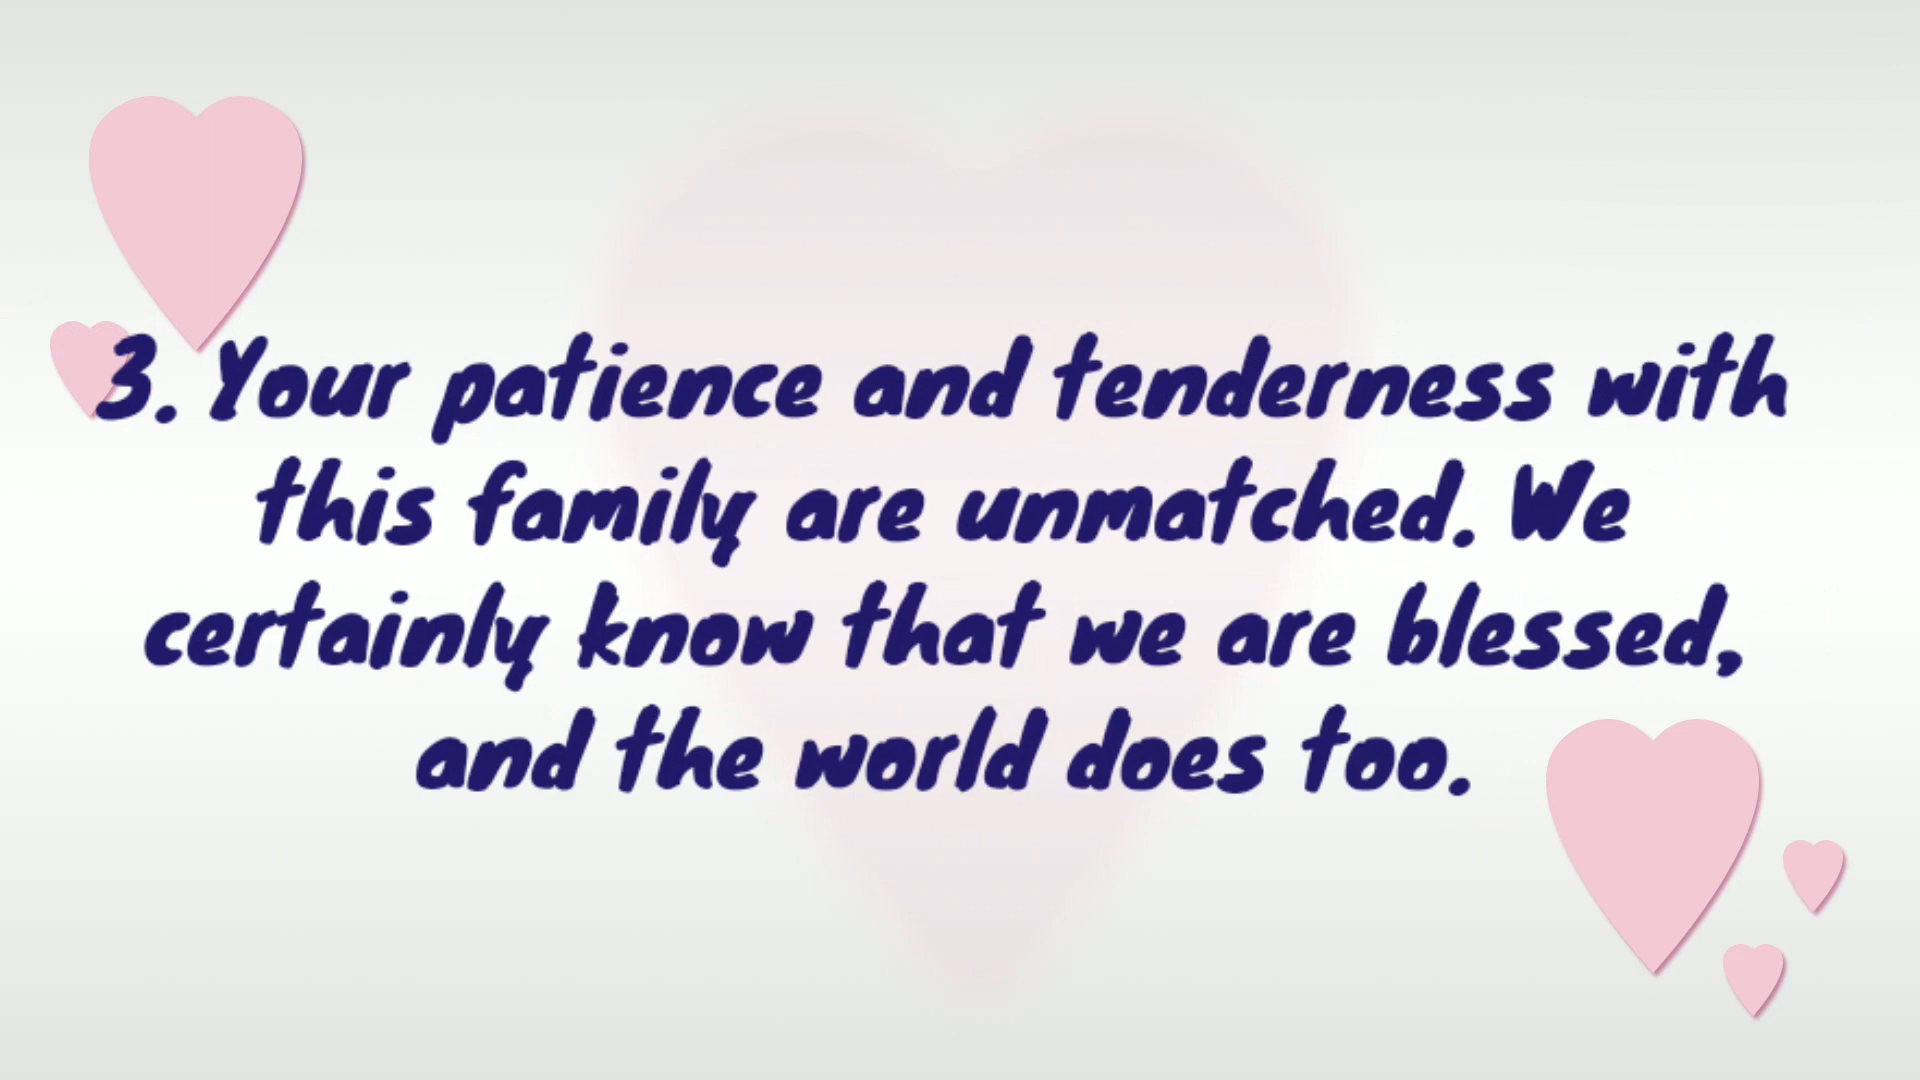 3. Your patience and tenderness with
this family are unmatched. We
certainly know that we are blessed,
and the world does too.